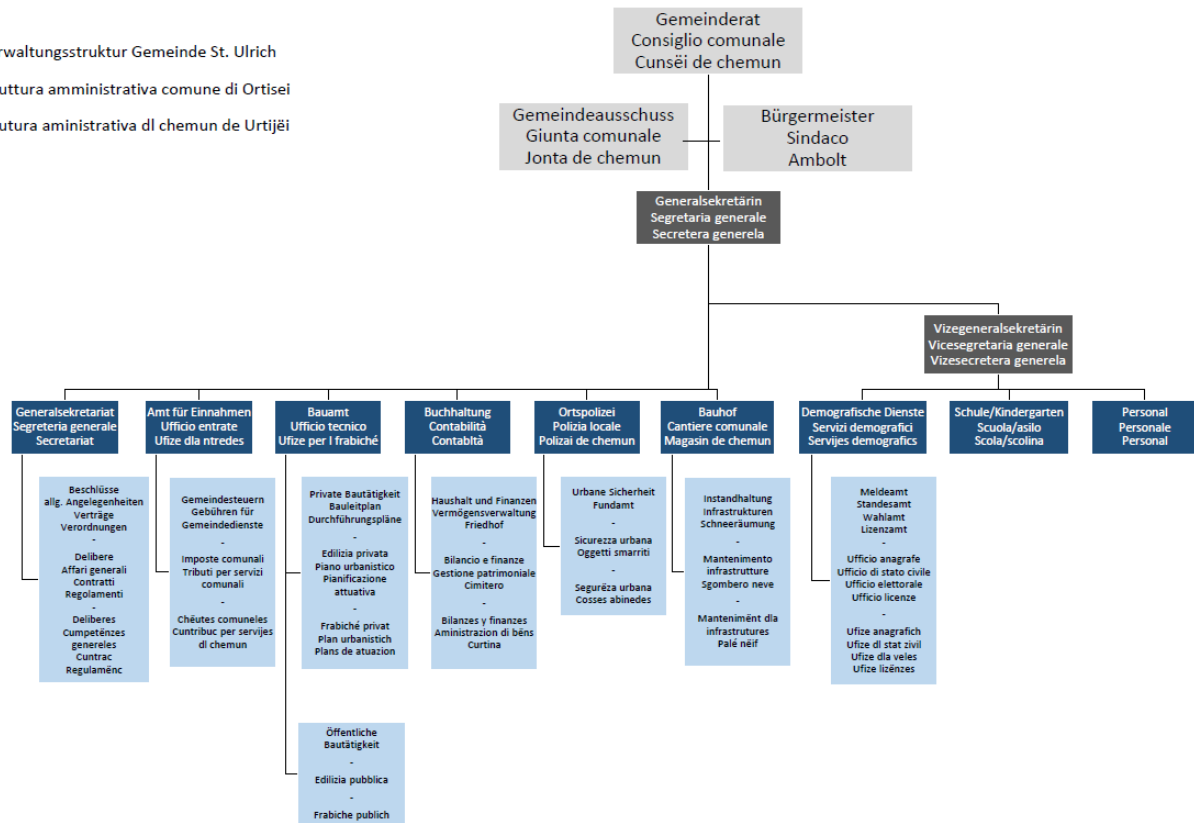 rwaltungsstruktur Gemeinde St. Ulrich
uttura amministrativa comune di Ortisei
utura aministrativa dl chemun de Urtijëi
Gemeinderat
Consiglio comunale
Cunsëi de chemun
Gemeindeausschuss
Giunta comunale
Jonta de chemun
Bürgermeister
Sindaco
Ambolt
Generalsekretärin
Segretaria generale
Secretera generela
Vizegeneralsekretärin
Vicesegretaria generale
Vizesecretera generela
Generalsekretariat
Segreteria generale
Secretariat
Amt für Einnahmen
Ufficio entrate
Ufize dla ntredes
Bauamt
Ufficio tecnico
Ufize per l frabiché
Buchhaltung
Contabilità
Contabltà
Ortspolizei
Polizia locale
Polizai de chemun
Bauhof
Cantiere comunale
Magasin de chemun
Demografische Dienste
Servizi demografici
Servijes demografics
Schule/Kindergarten
Scuola/asilo
Scola/scolina
Personal
Personale
Personal
Beschlüsse
allg. Angelegenheiten
Verträge
Verordnungen
-
Delibere
Affari generali
Contratti
Regolamenti
-
Deliberes
Cumpetënzes
genereles
Cuntrac
Regulamënc
Gemeindesteuern
Gebühren für
Gemeindedienste
-
Imposte comunali
Tributi per servizi
comunali
-
Chëutes comuneles
Cuntribuc per servijes
dl chemun
Private Bautätigkeit
Bauleitplan
Durchführungspläne
-
Edilizia privata
Piano urbanistico
Pianificazione
attuativa
-
Frabiché privat
Plan urbanistich
Plans de atuazion
Haushalt und Finanzen
Vermögensverwaltung
Friedhof
-
Bilancio e finanze
Gestione patrimoniale
Cimitero
-
Bilanzes y finanzes
Aministrazion di bëns
Curtina
Urbane Sicherheit
Fundamt
-
Sicurezza urbana
Oggetti smarriti
-
Segurëza urbana
Cosses abinedes
Instandhaltung
Infrastrukturen
Schneeräumung
-
Mantenimento
infrastrutture
Sgombero neve
-
Mantenimënt dla
infrastrutures
Palé nëif
Meldeamt
Standesamt
Wahlamt
Lizenzamt
-
Ufficio anagrafe
Ufficio di stato civile
Ufficio elettorale
Ufficio licenze
-
Ufize anagrafich
Ufize dl stat zivil
Ufize dla veles
Ufize lizënzes
Öffentliche
Bautätigkeit
-
Edilizia pubblica
-
Frabiche publich